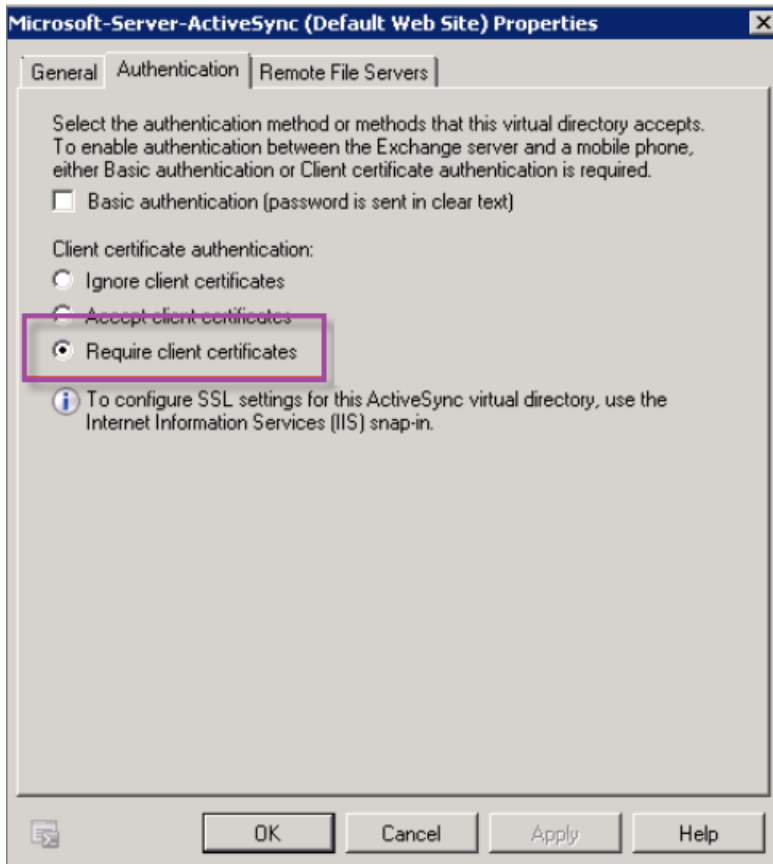 Microsoft-Server-ActiveSync (Default Web Site) Properties
General Authentication Remote File Servers
Select the authentication method or methods that this virtual directory accepts.
To enable authentication between the Exchange server and a mobile phone,
either Basic authentication or Client certificate authentication is required.
Basic authentication (password is sent in clear text)
Client certificate authentication:
Ignore client certificates
Accept client certificates
Require client certificates
To configure SSL settings for this ActiveSync virtual directory, use the
Internet Information Services (IIS) snap-in.
OK Cancel Apply Help